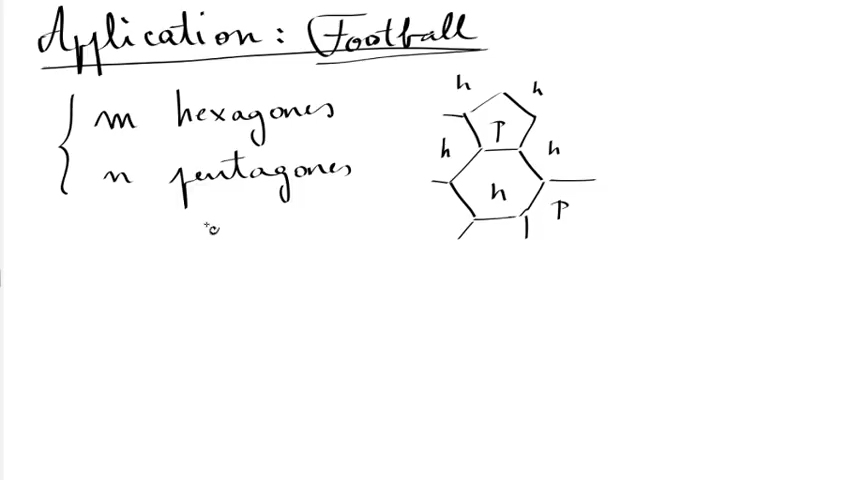 Application : Football
{ m hexagones
n pentagones
h h
P
h h
h
P